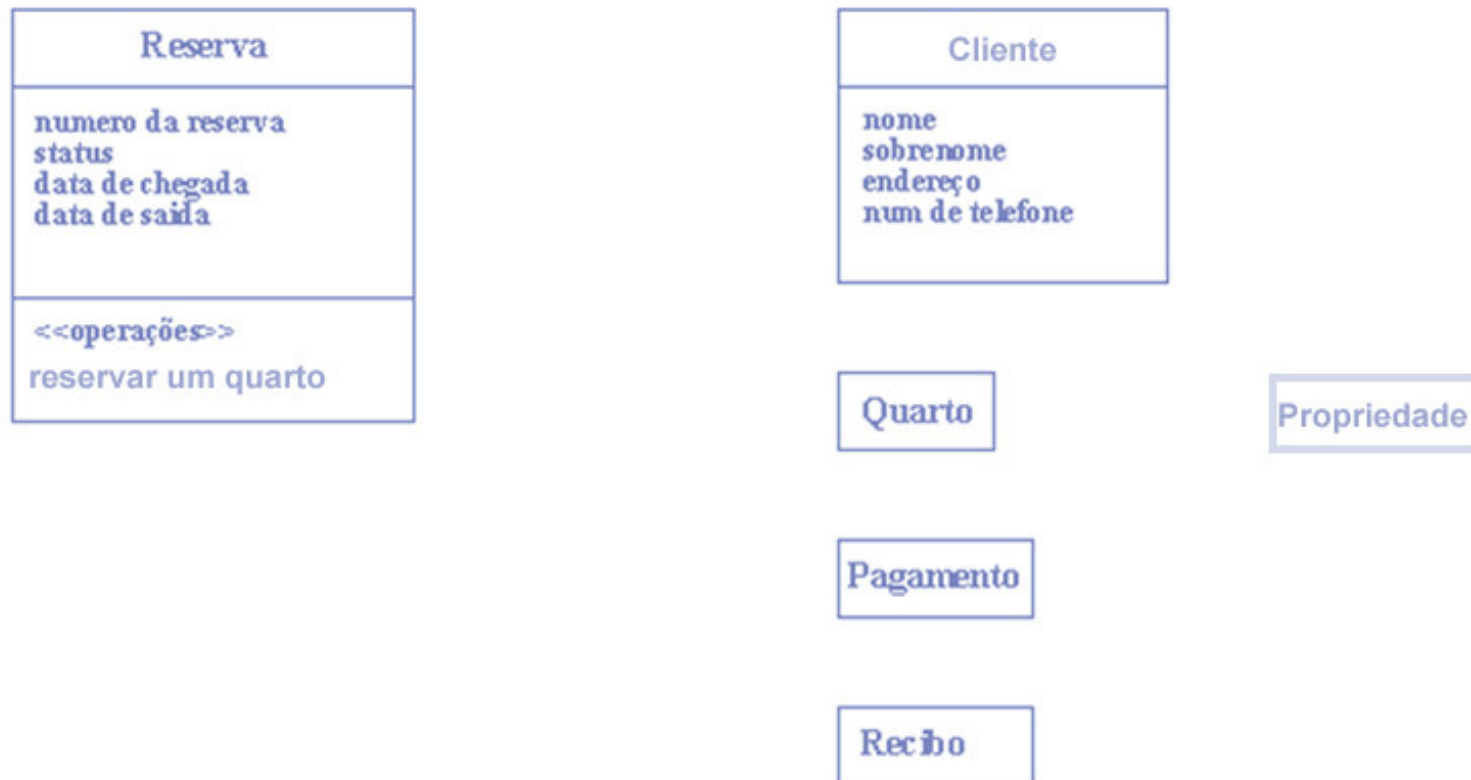 Reserva
numero da reserva
status
data de chegada
data de saida
<<operações>>
reservar um quarto
Cliente
nome
sobrenome
endereço
num de telefone
Quarto
Propriedade
Pagamento
Recibo